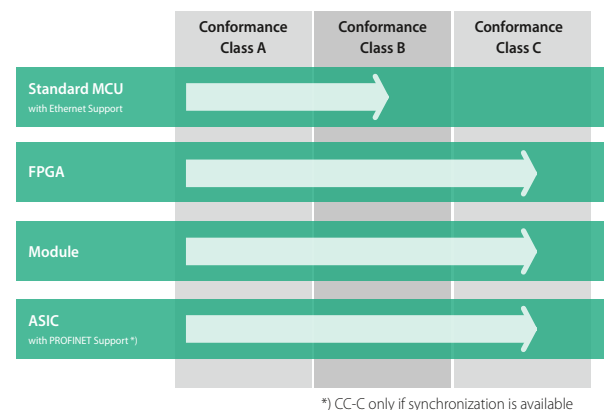 Conformance Class A
Conformance Class B
Conformance Class C
Standard MCU
with Ethernet Support
FPGA
Module
ASIC
with PROFINET Support *)
*) CC-C only if synchronization is available